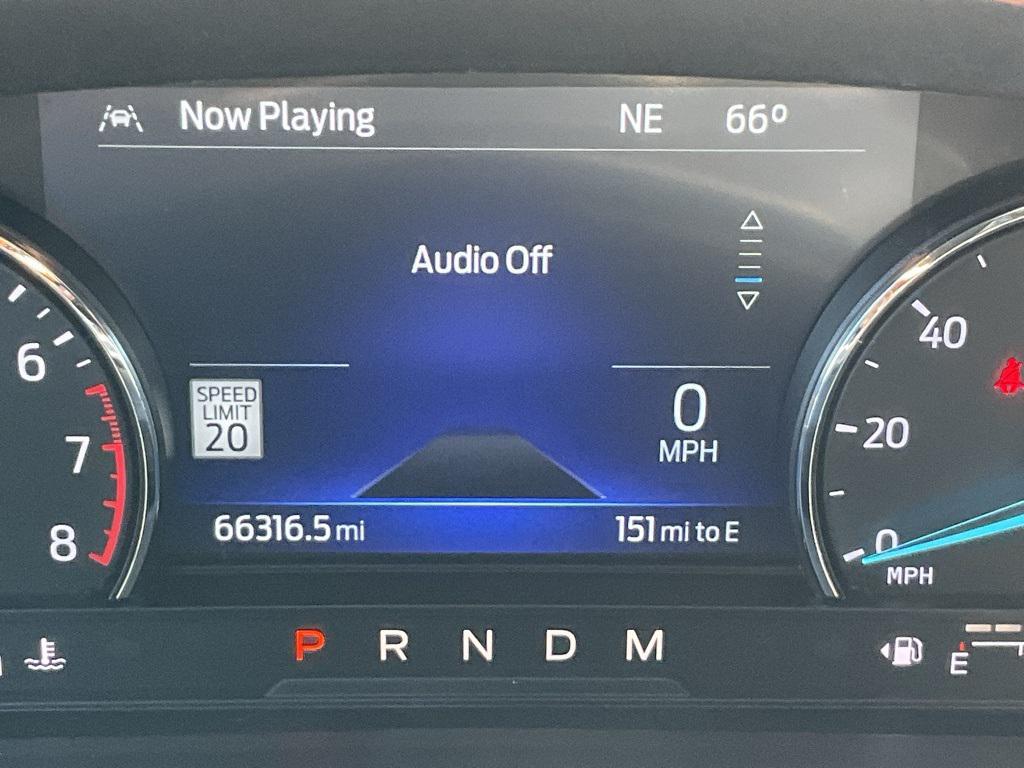 Now Playing NE 66º
Audio Off
40
6
SPEED
LIMIT
20
0
MPH
7
20
8
66316.5 mi
151 mi to E
0
MPH
P R N D M
E